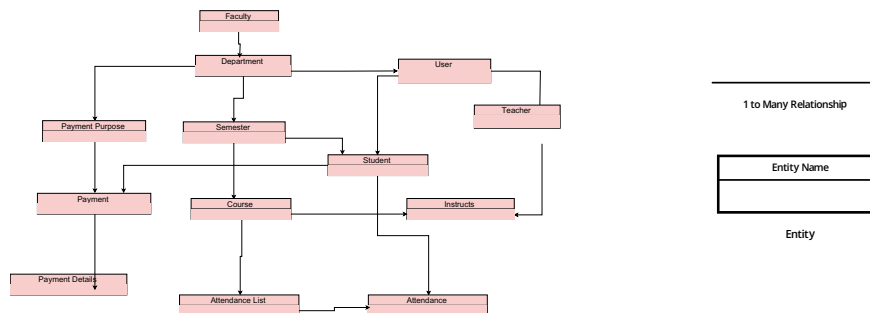 Faculty
Department
User
Teacher
1 to Many Relationship
Payment Purpose
Semester
Student
Entity Name
Payment
Course
Instructs
Entity
Payment Details
Attendance List
Attendance